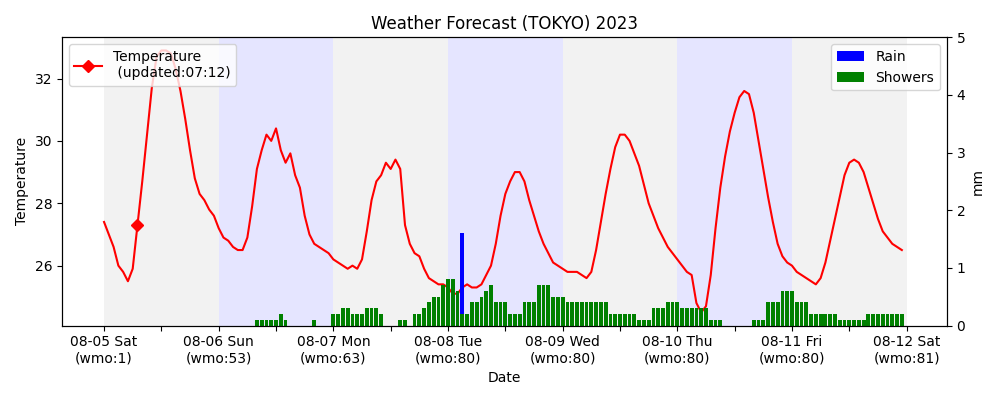 Weather Forecast (TOKYO) 2023
Temperature
(updated:07:12)
Rain
Showers
Temperature
32
30
28
26
5
4
3
2
1
0
mm
08-05 Sat
(wmo:1)
08-06 Sun
(wmo:53)
08-07 Mon
(wmo:63)
08-08 Tue
(wmo:80)
08-09 Wed
(wmo:80)
08-10 Thu
(wmo:80)
08-11 Fri
(wmo:80)
08-12 Sat
(wmo:81)
Date